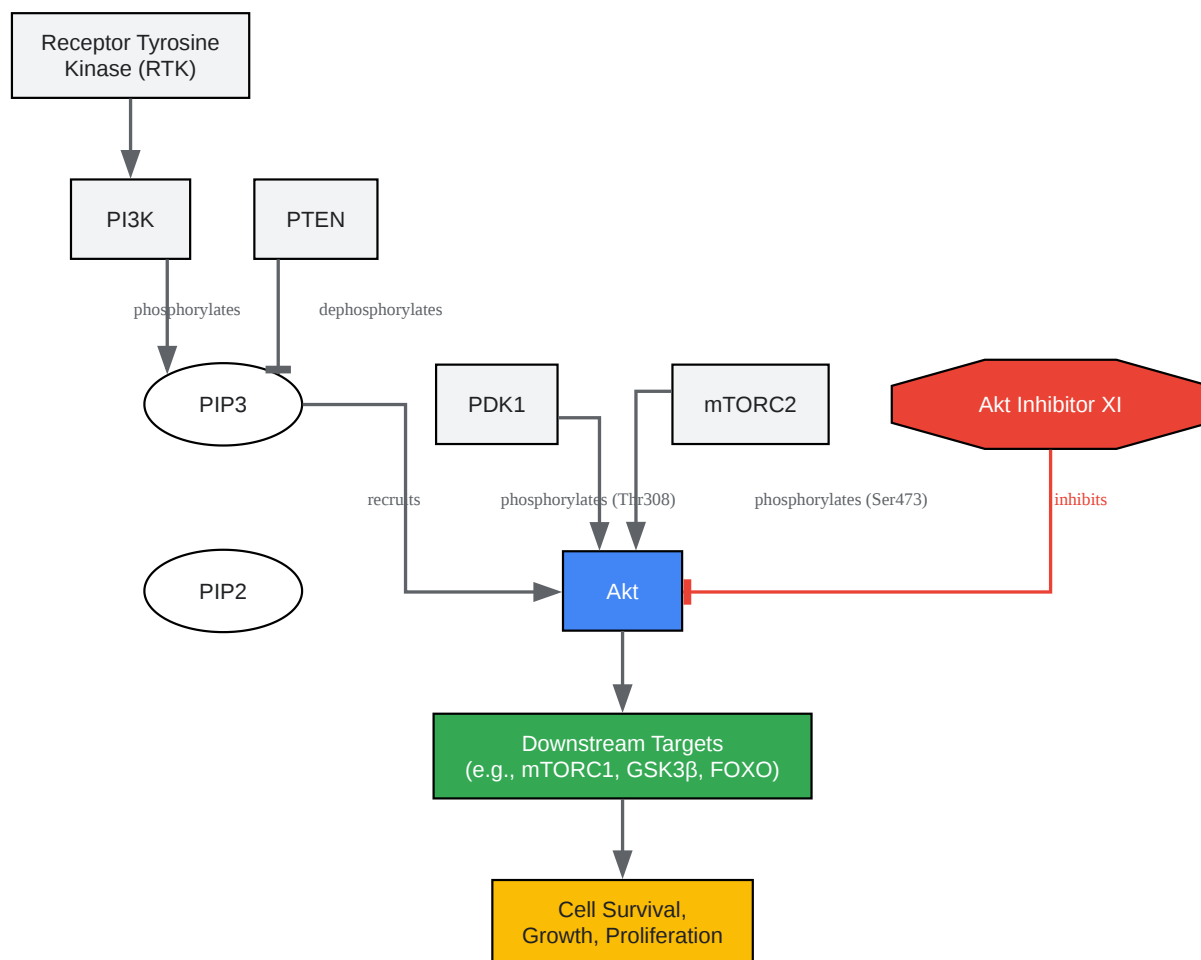 Receptor Tyrosine
Kinase (RTK)
PI3K
PTEN
phosphorylates
dephosphorylates
PIP3
PDK1
mTORC2
Akt Inhibitor XI
recruits
phosphorylates (Thr308)
phosphorylates (Ser473)
inhibits
PIP2
Akt
Downstream Targets
(e.g., mTORC1, GSK3β, FOXO)
Cell Survival,
Growth, Proliferation